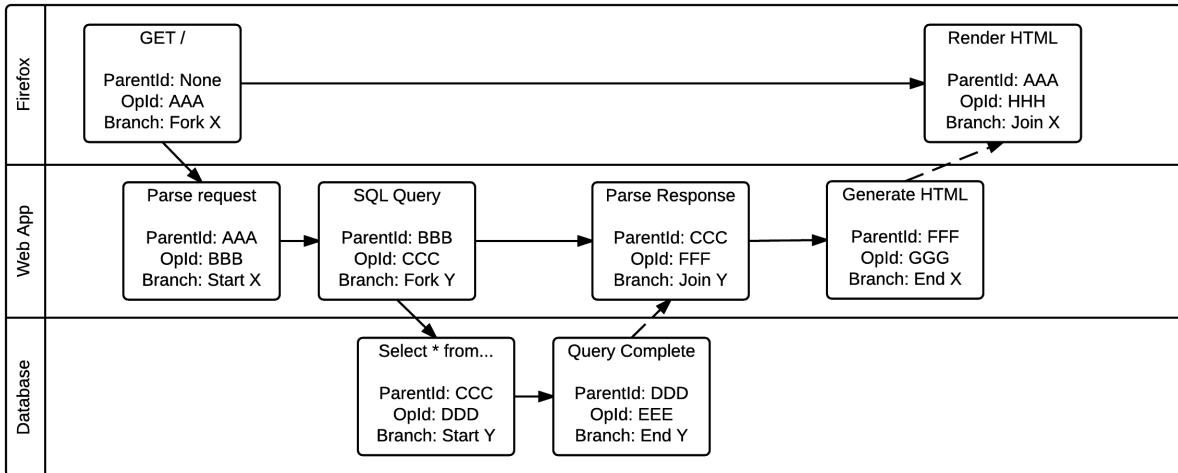 Firefox
GET /
ParentId: None
OpId: AAA
Branch: Fork X
Render HTML
ParentId: AAA
OpId: HHH
Branch: Join X
Web App
Parse request
ParentId: AAA
OpId: BBB
Branch: Start X
SQL Query
ParentId: BBB
OpId: CCC
Branch: Fork Y
Parse Response
ParentId: CCC
OpId: FFF
Branch: Join Y
Generate HTML
ParentId: FFF
OpId: GGG
Branch: End X
Database
Select * from...
ParentId: CCC
OpId: DDD
Branch: Start Y
Query Complete
ParentId: DDD
OpId: EEE
Branch: End Y